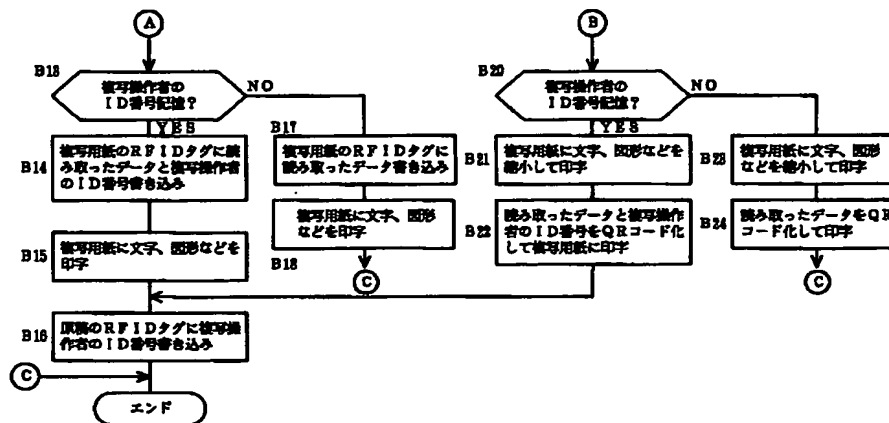 A
B13
複写操作者の
ID番号記憶？
NO
YES
B14
複写用紙のRFIDタグに読
み取ったデータと複写操作者
のID番号書き込み
B15
複写用紙に文字、図形などを
印字
B16
原稿のRFIDタグに複写操
作者のID番号書き込み
C
エンド
B17
複写用紙のRFIDタグに
読み取ったデータ書き込み
複写用紙に文字、図形
などを印字
B18
C
B
B20
複写操作者の
ID番号記憶？
NO
YES
B21
複写用紙に文字、図形などを
縮小して印字
B22
読み取ったデータと複写操作
者のID番号をQRコード化
して複写用紙に印字
B23
複写用紙に文字、図形
などを縮小して印字
B24
読み取ったデータをQR
コード化して印字
C